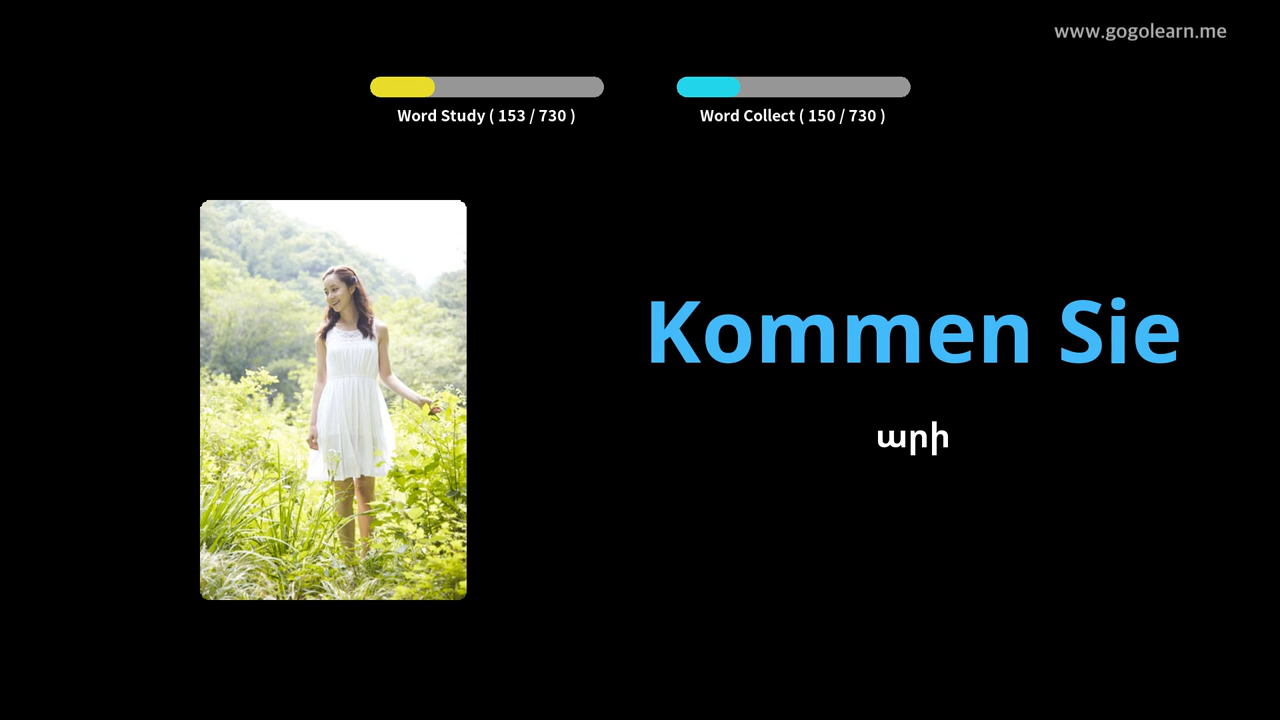 www.gogolearn.me
Word Study ( 153 / 730 )
Word Collect ( 150 / 730 )
Kommen Sie
արի